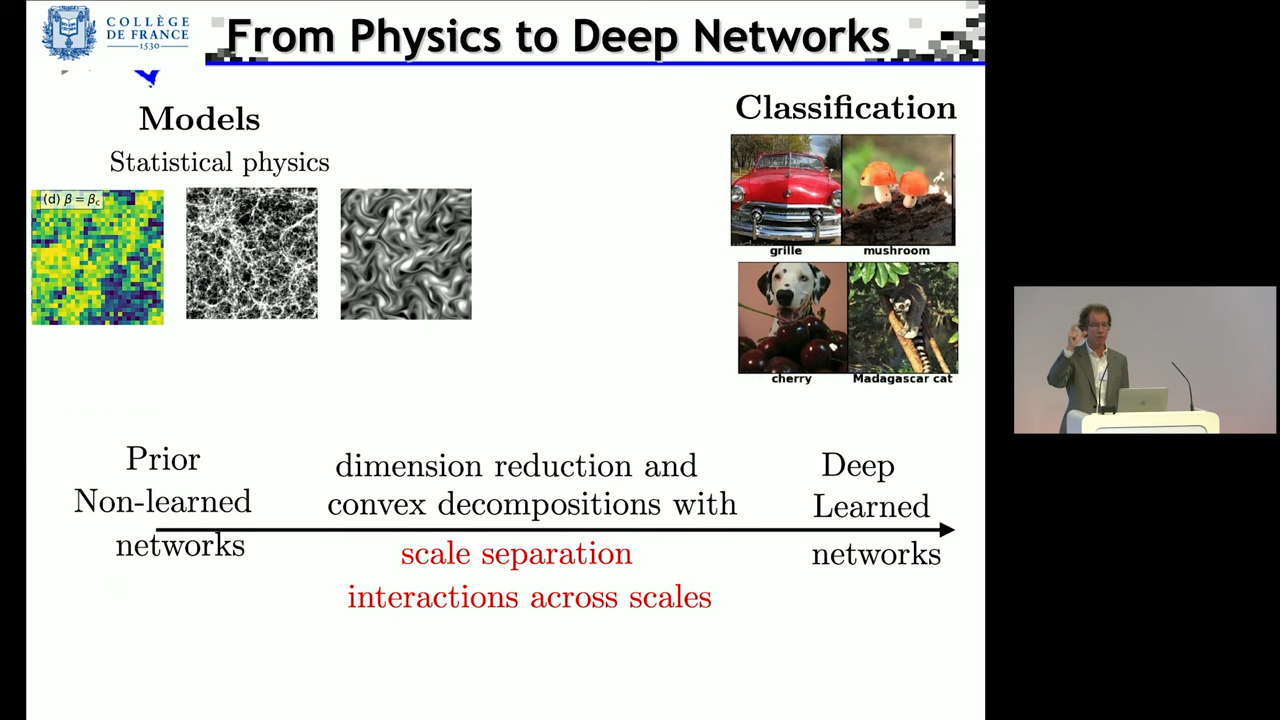 COLLÈGE
DE FRANCE
1530
From Physics to Deep Networks
Models
Statistical physics
(d) β = βc
Classification
grille
mushroom
cherry
Madagascar cat
Prior
Non-learned
networks
dimension reduction and
convex decompositions with
scale separation
interactions across scales
Deep
Learned
networks